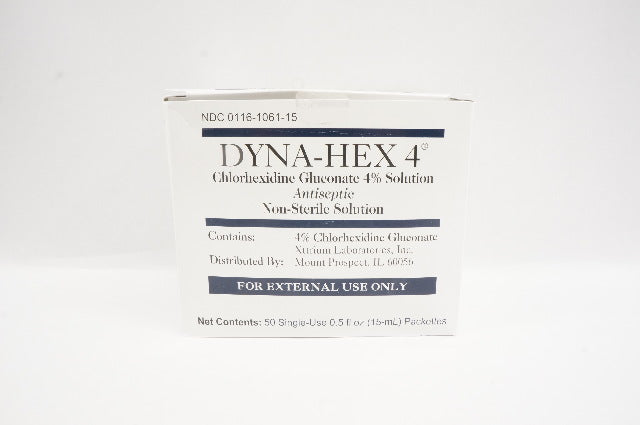 NDC 0116-1061-15
DYNA-HEX 4®
Chlorhexidine Gluconate 4% Solution
Antiseptic
Non-Sterile Solution
Contains: 4% Chlorhexidine Gluconate
Xttrium Laboratories, Inc.
Distributed By: Mount Prospect, IL 60056
FOR EXTERNAL USE ONLY
Net Contents: 50 Single-Use 0.5 fl oz (15-mL) Packettes